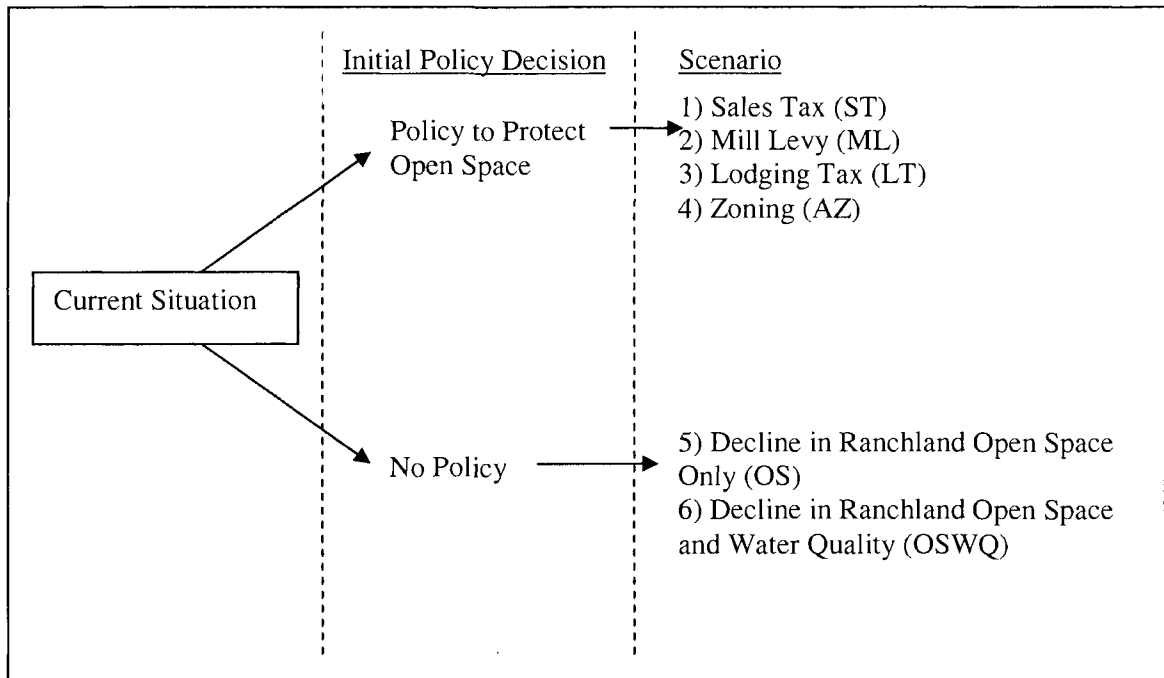 Initial Policy Decision
Scenario
Policy to Protect
Open Space
1) Sales Tax (ST)
2) Mill Levy (ML)
3) Lodging Tax (LT)
4) Zoning (AZ)
Current Situation
No Policy
5) Decline in Ranchland Open Space
Only (OS)
6) Decline in Ranchland Open Space
and Water Quality (OSWQ)